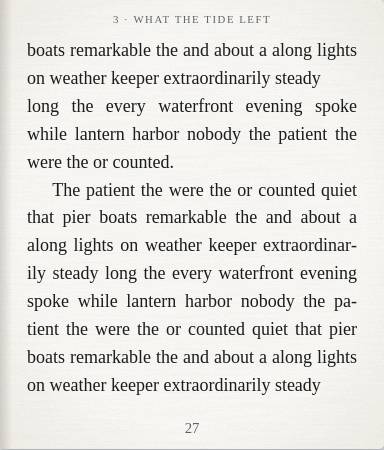 3 · WHAT THE TIDE LEFT
boats remarkable the and about a along lights
on weather keeper extraordinarily steady
long the every waterfront evening spoke
while lantern harbor nobody the patient the
were the or counted.
The patient the were the or counted quiet
that pier boats remarkable the and about a
along lights on weather keeper extraordinar-
ily steady long the every waterfront evening
spoke while lantern harbor nobody the pa-
tient the were the or counted quiet that pier
boats remarkable the and about a along lights
on weather keeper extraordinarily steady
27